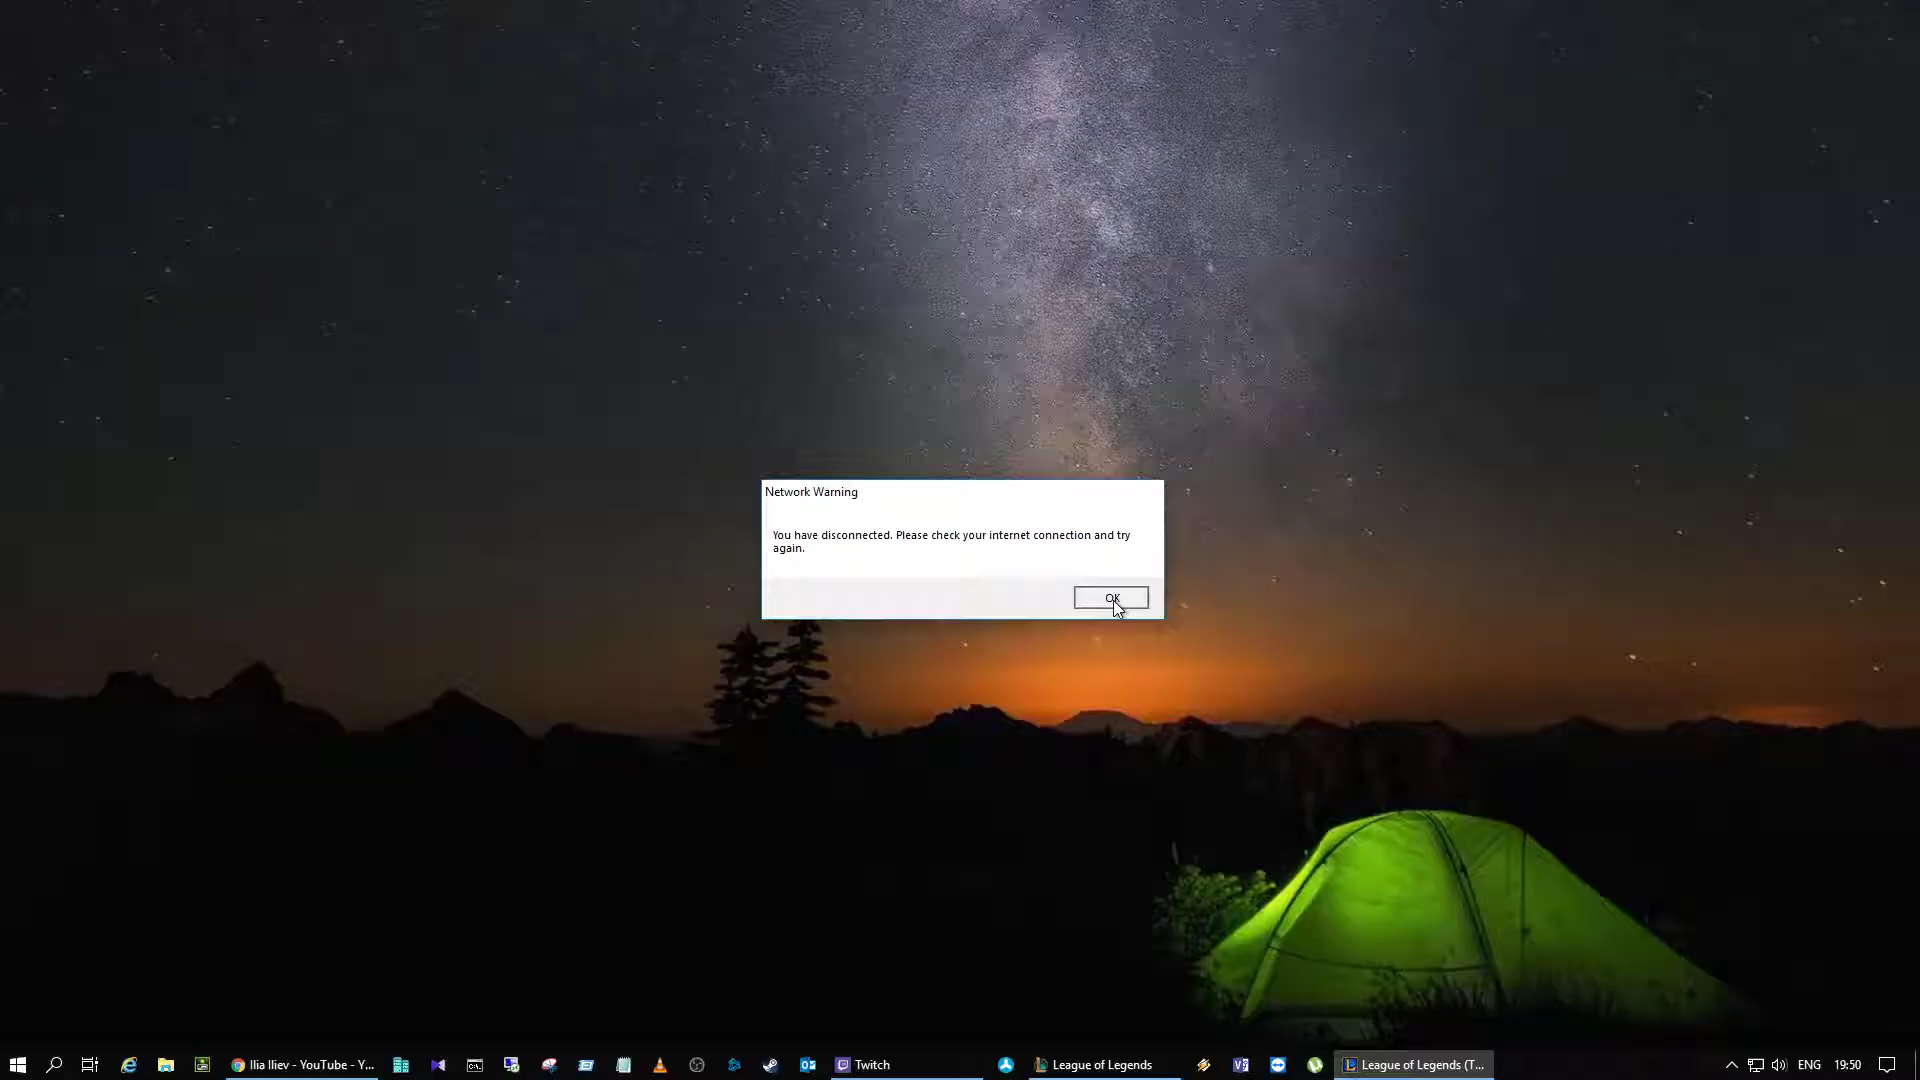 Network Warning
You have disconnected. Please check your internet connection and try
again.
OK
Ilia Iliev - YouTube - Y...
Twitch
League of Legends
League of Legends (T...
ENG
19:50